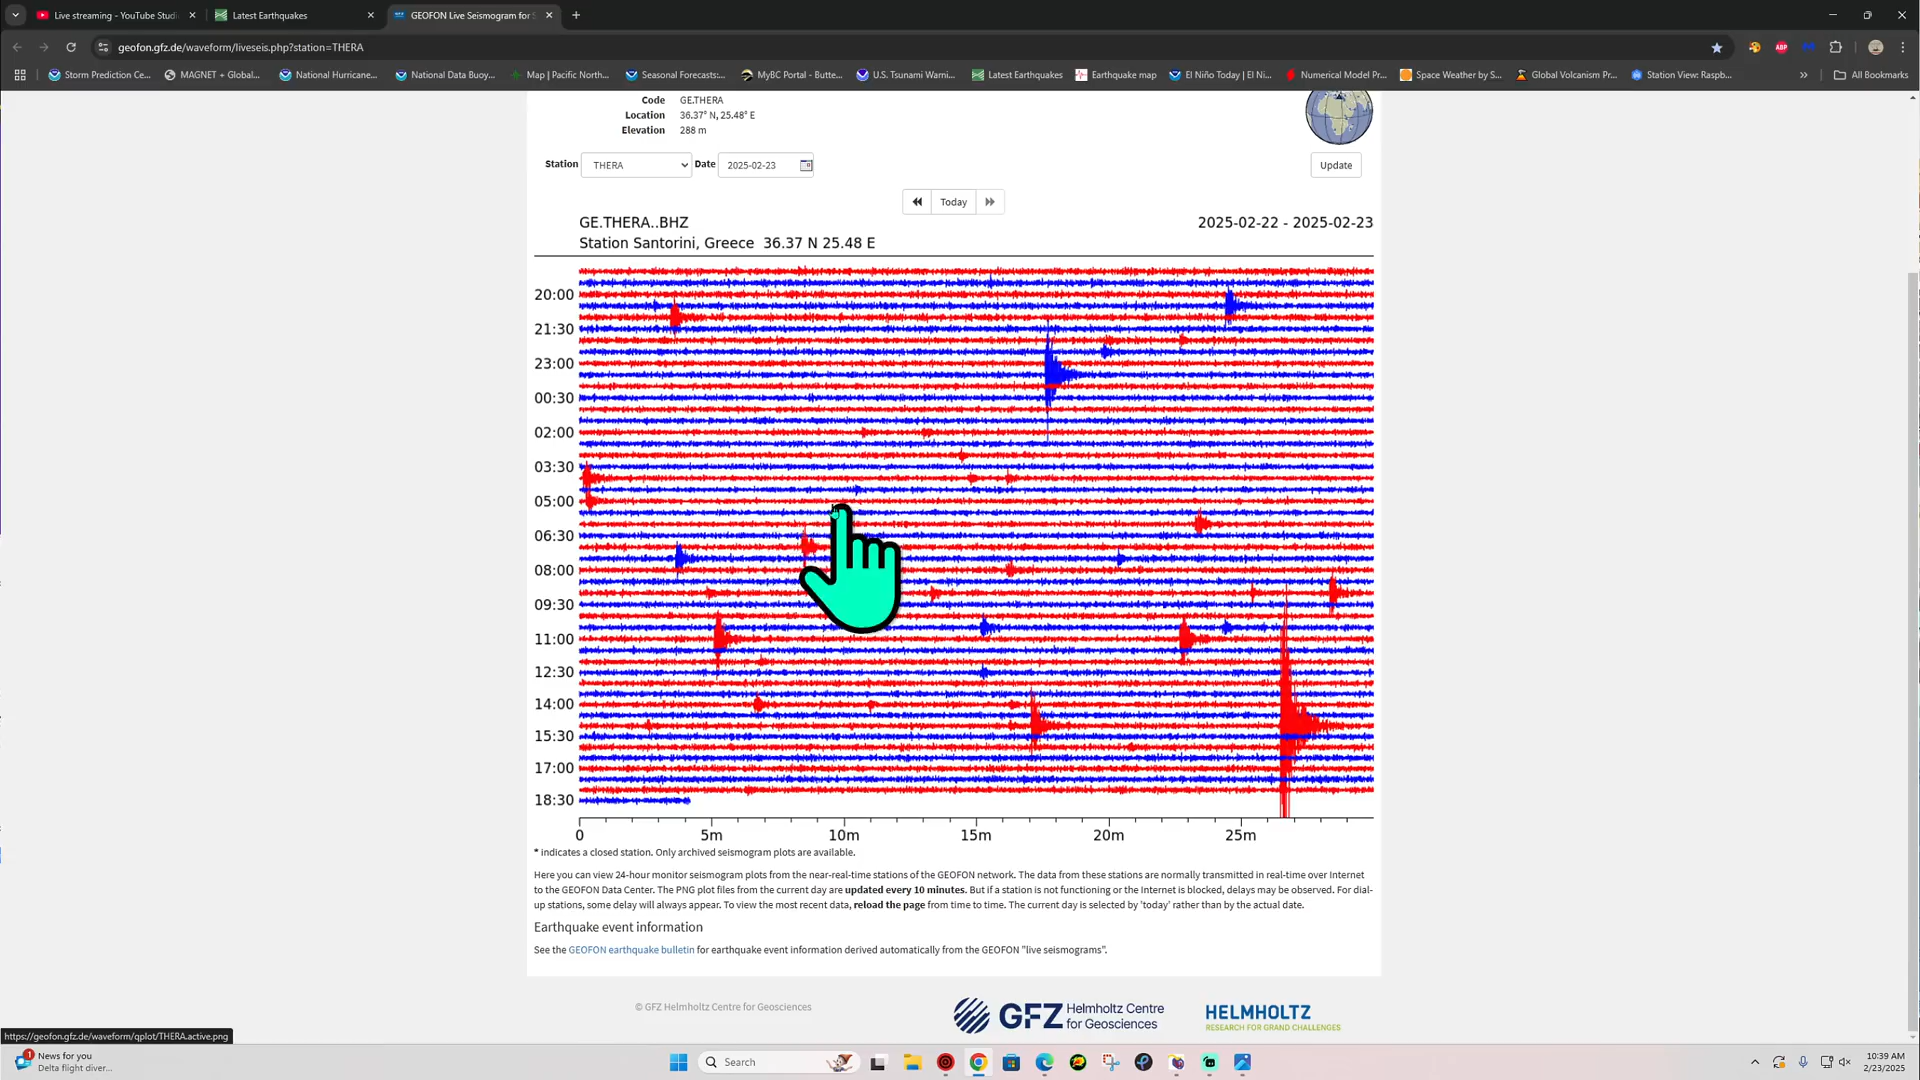 Live streaming - YouTube Studi
Latest Earthquakes
GEOFON Live Seismogram for S
geofon.gfz.de/waveform/liveseis.php?station=THERA
ABP
Storm Prediction Ce...
MAGNET + Global...
National Hurricane...
National Data Buoy...
Map | Pacific North...
Seasonal Forecasts:...
MyBC Portal - Butte...
U.S. Tsunami Warni...
Latest Earthquakes
Earthquake map
El Niño Today | El Ni...
Numerical Model Pr...
Space Weather by S...
Global Volcanism Pr...
Station View: Raspb...
All Bookmarks
Code GE.THERA
Location 36.37° N, 25.48° E
Elevation 288 m
Station THERA Date 2025-02-23 Update
Today
GE.THERA..BHZ 2025-02-22 - 2025-02-23
Station Santorini, Greece 36.37 N 25.48 E
20:00
21:30
23:00
00:30
02:00
03:30
05:00
06:30
08:00
09:30
11:00
12:30
14:00
15:30
17:00
18:30
0 5m 10m 15m 20m 25m
* indicates a closed station. Only archived seismogram plots are available.
Here you can view 24-hour monitor seismogram plots from the near-real-time stations of the GEOFON network. The data from these stations are normally transmitted in real-time over Internet
to the GEOFON Data Center. The PNG plot files from the current day are updated every 10 minutes. But if a station is not functioning or the Internet is blocked, delays may be observed. For dial-
up stations, some delay will always appear. To view the most recent data, reload the page from time to time. The current day is selected by 'today' rather than by the actual date.
Earthquake event information
See the GEOFON earthquake bulletin for earthquake event information derived automatically from the GEOFON "live seismograms".
© GFZ Helmholtz Centre for Geosciences
GFZ Helmholtz Centre
for Geosciences
HELMHOLTZ
RESEARCH FOR GRAND CHALLENGES
https://geofon.gfz.de/waveform/qplot/THERA.active.png
1
News for you
Delta flight diver...
Search
10:39 AM
2/23/2025